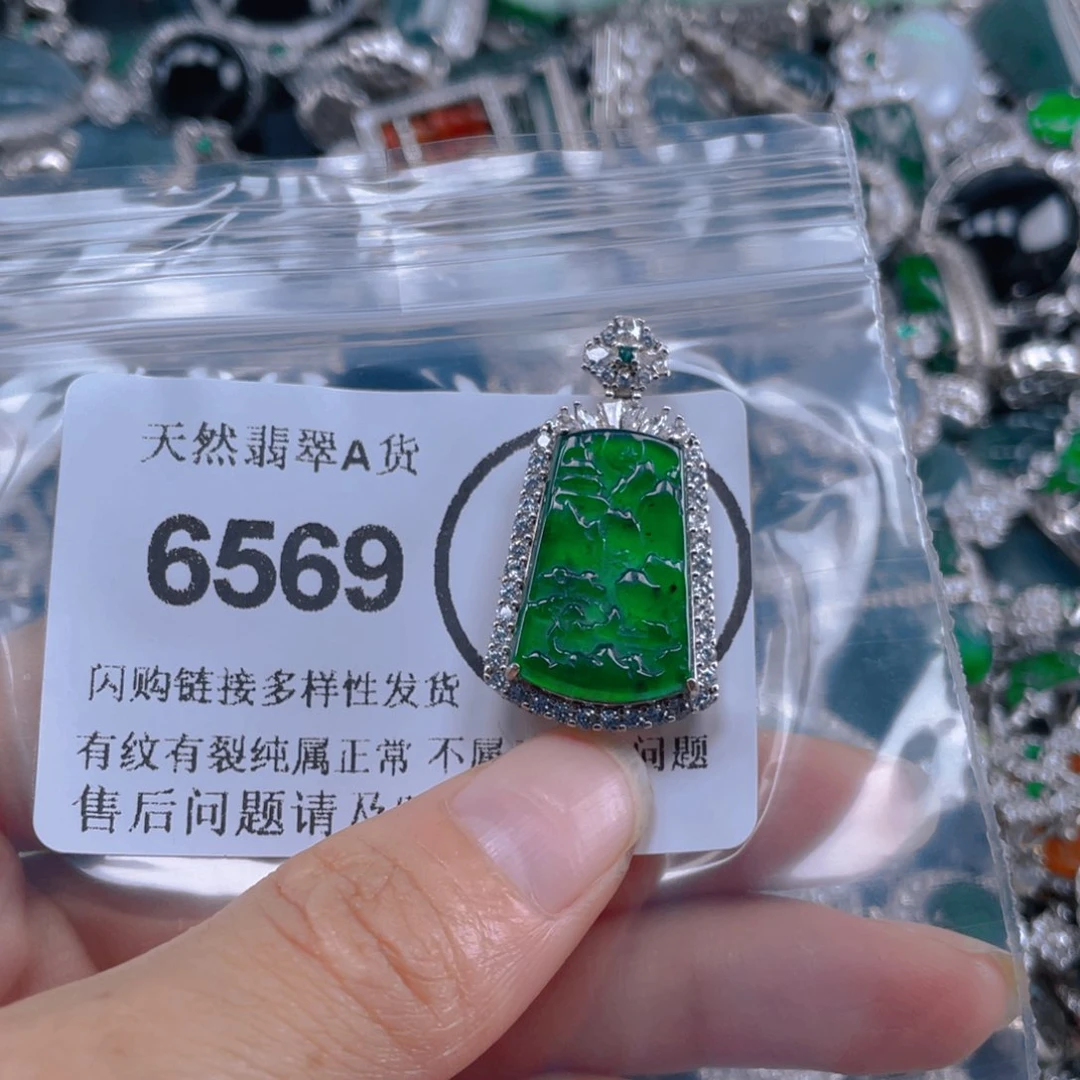 天然翡翠A货
6569
闪购链接多样性发货
有纹有裂纯属正常 不属 问题
售后问题请及